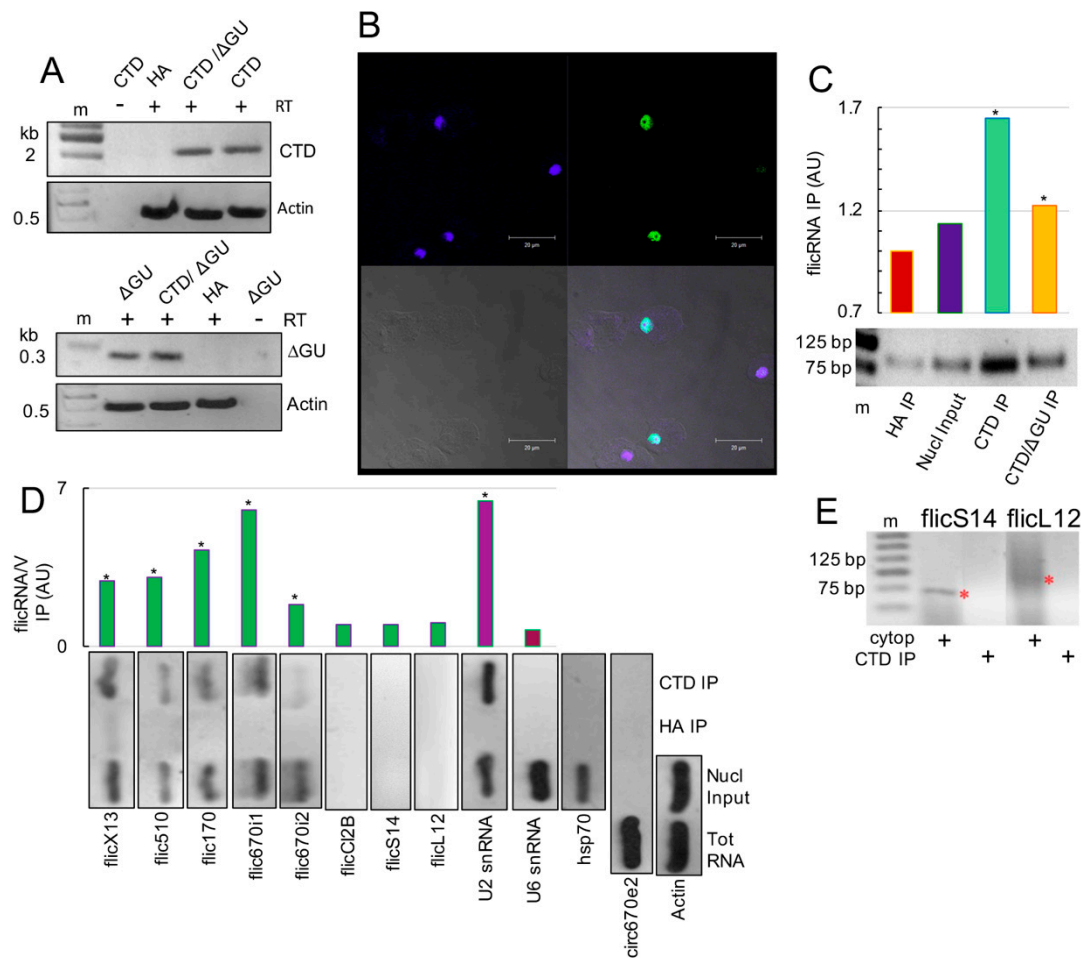 A
CTD HA CTD /ΔGU CTD
m - + + + RT
kb
2
CTD
0.5
Actin
ΔGU CTD/ ΔGU HA ΔGU
m + + + - RT
kb
0.3
ΔGU
0.5
Actin
B
20 µm
20 µm
20 µm
20 µm
C
flicRNA IP (AU)
1.7
1.2
0.7
* *
125 bp
75 bp
m HA IP Nucl Input CTD IP CTD/ΔGU IP
D
flicRNA/V
IP (AU)
7
0
* * * * * *
CTD IP
HA IP
Nucl
Input
Tot
RNA
flicX13 flic510 flic170 flic670i1 flic670i2 flicCl2B flicS14 flicL12 U2 snRNA U6 snRNA hsp70 circ670e2 Actin
E
m flicS14 flicL12
125 bp
75 bp
* *
cytop + +
CTD IP + +